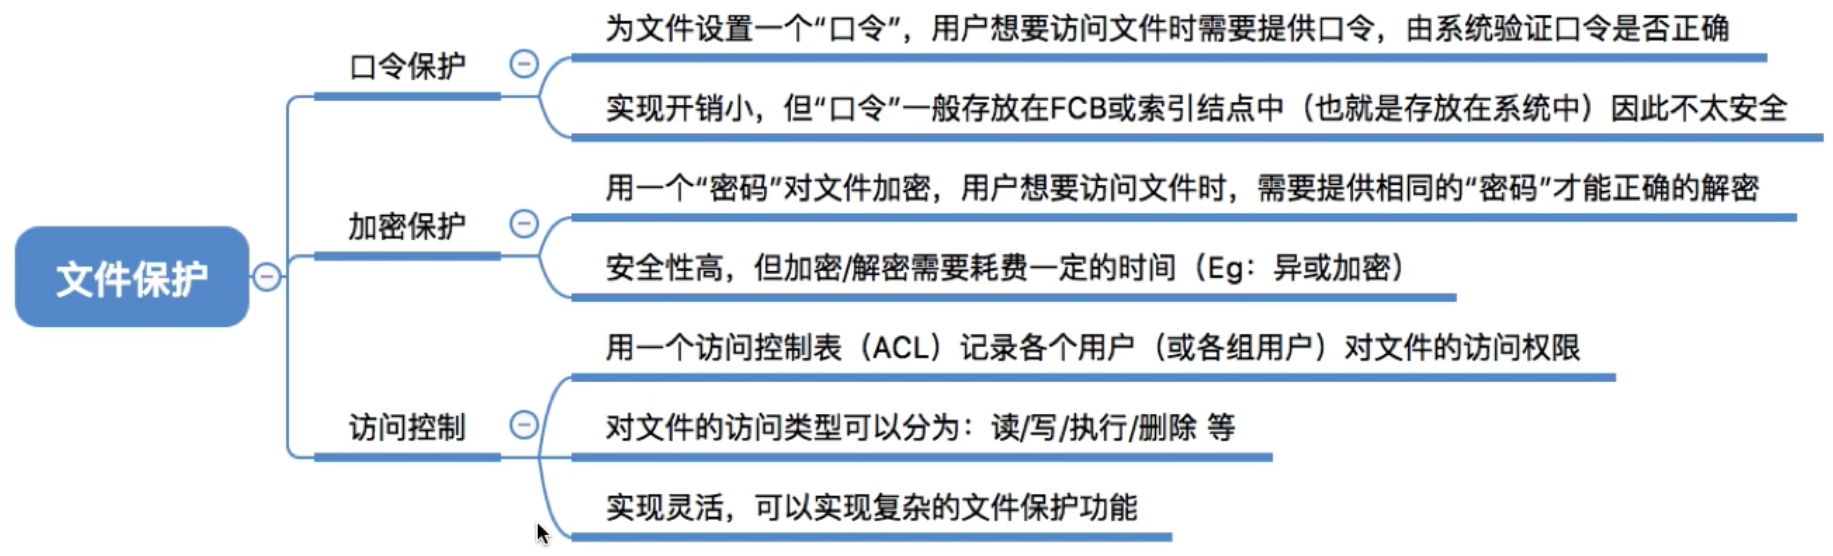 文件保护
口令保护
为文件设置一个“口令”，用户想要访问文件时需要提供口令，由系统验证口令是否正确
实现开销小，但“口令”一般存放在FCB或索引结点中（也就是存放在系统中）因此不太安全
加密保护
用一个“密码”对文件加密，用户想要访问文件时，需要提供相同的“密码”才能正确的解密
安全性高，但加密/解密需要耗费一定的时间（Eg：异或加密）
访问控制
用一个访问控制表（ACL）记录各个用户（或各组用户）对文件的访问权限
对文件的访问类型可以分为：读/写/执行/删除 等
实现灵活，可以实现复杂的文件保护功能